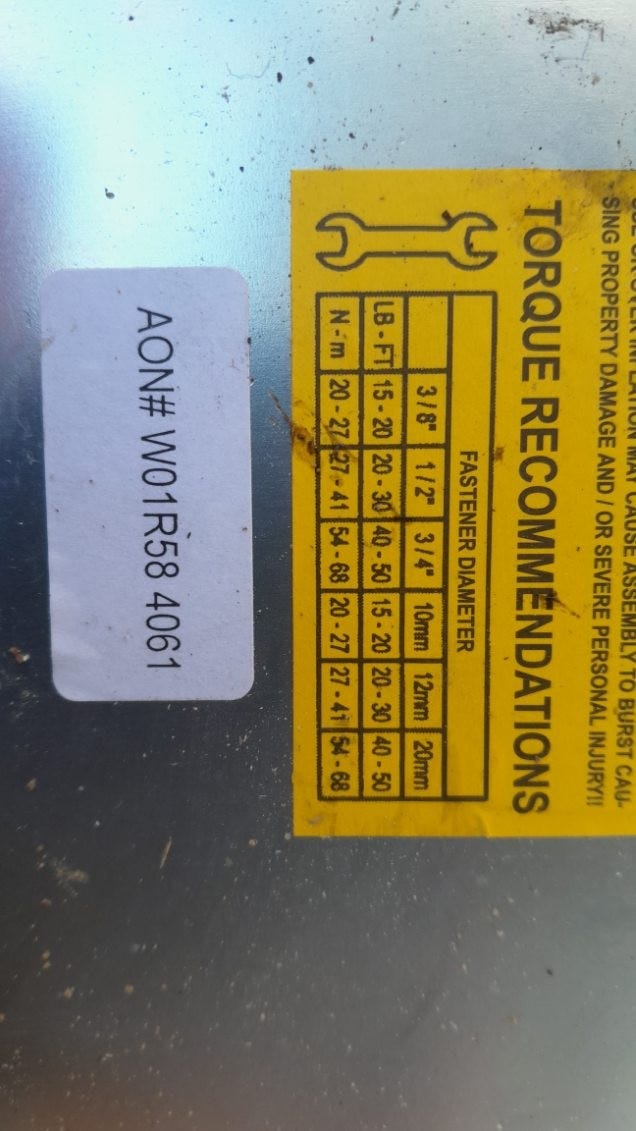 SING PROPERTY DAMAGE AND / OR SEVERE PERSONAL INJURY!!
TORQUE RECOMMENDATIONS
FASTENER DIAMETER
3/8" 1/2" 3/4" 10mm 12mm 20mm
LB - FT 15 - 20 20 - 30 40 - 50 15 - 20 20 - 30 40 - 50
N - m 20 - 27 27 - 41 54 - 68 20 - 27 27 - 41 54 - 68
AON# W01R58 4061